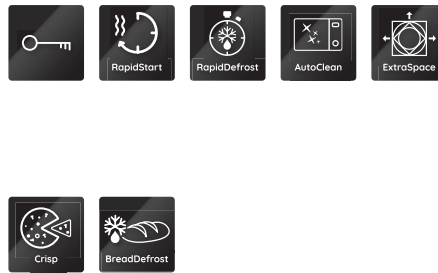 RapidStart
RapidDefrost
AutoClean
ExtraSpace
Crisp
BreadDefrost